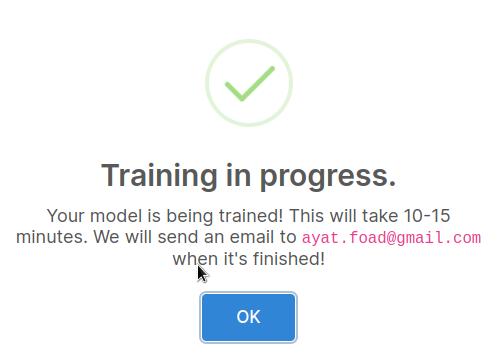 Training in progress.
Your model is being trained! This will take 10-15
minutes. We will send an email to ayat.foad@gmail.com
when it's finished!
OK